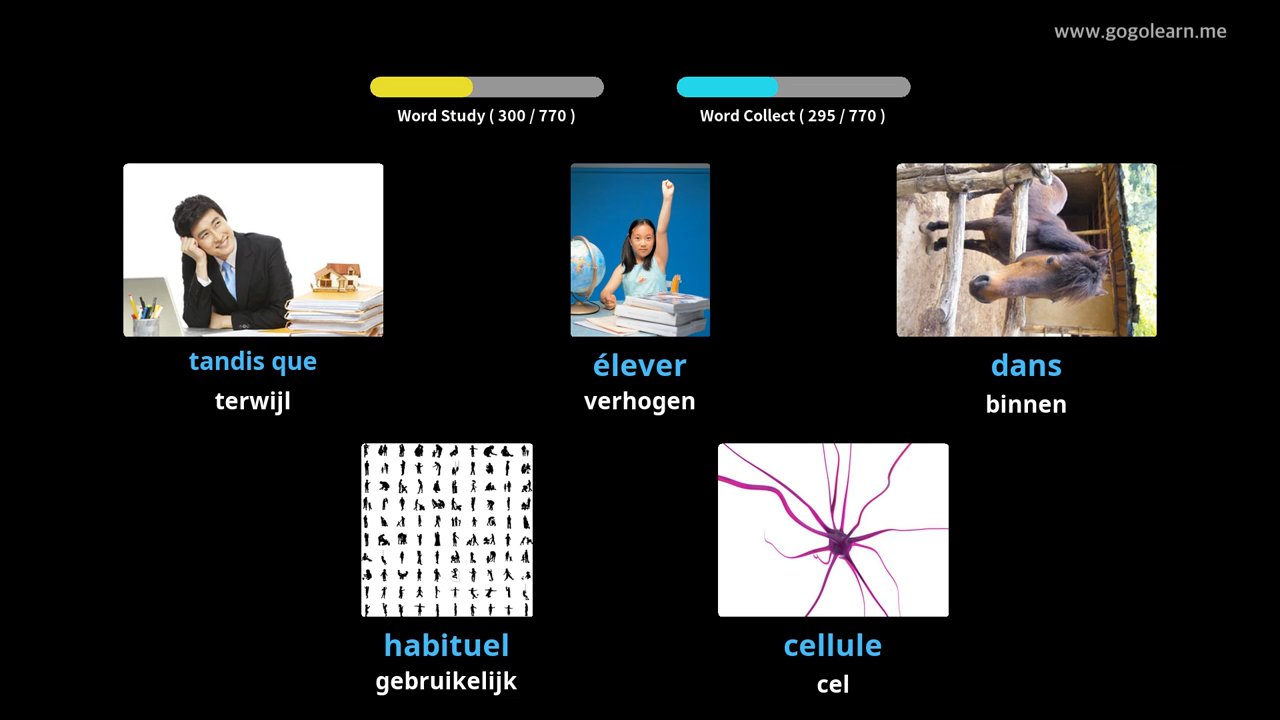 www.gogolearn.me
Word Study ( 300 / 770 )
Word Collect ( 295 / 770 )
tandis que
terwijl
élever
verhogen
dans
binnen
habituel
gebruikelijk
cellule
cel